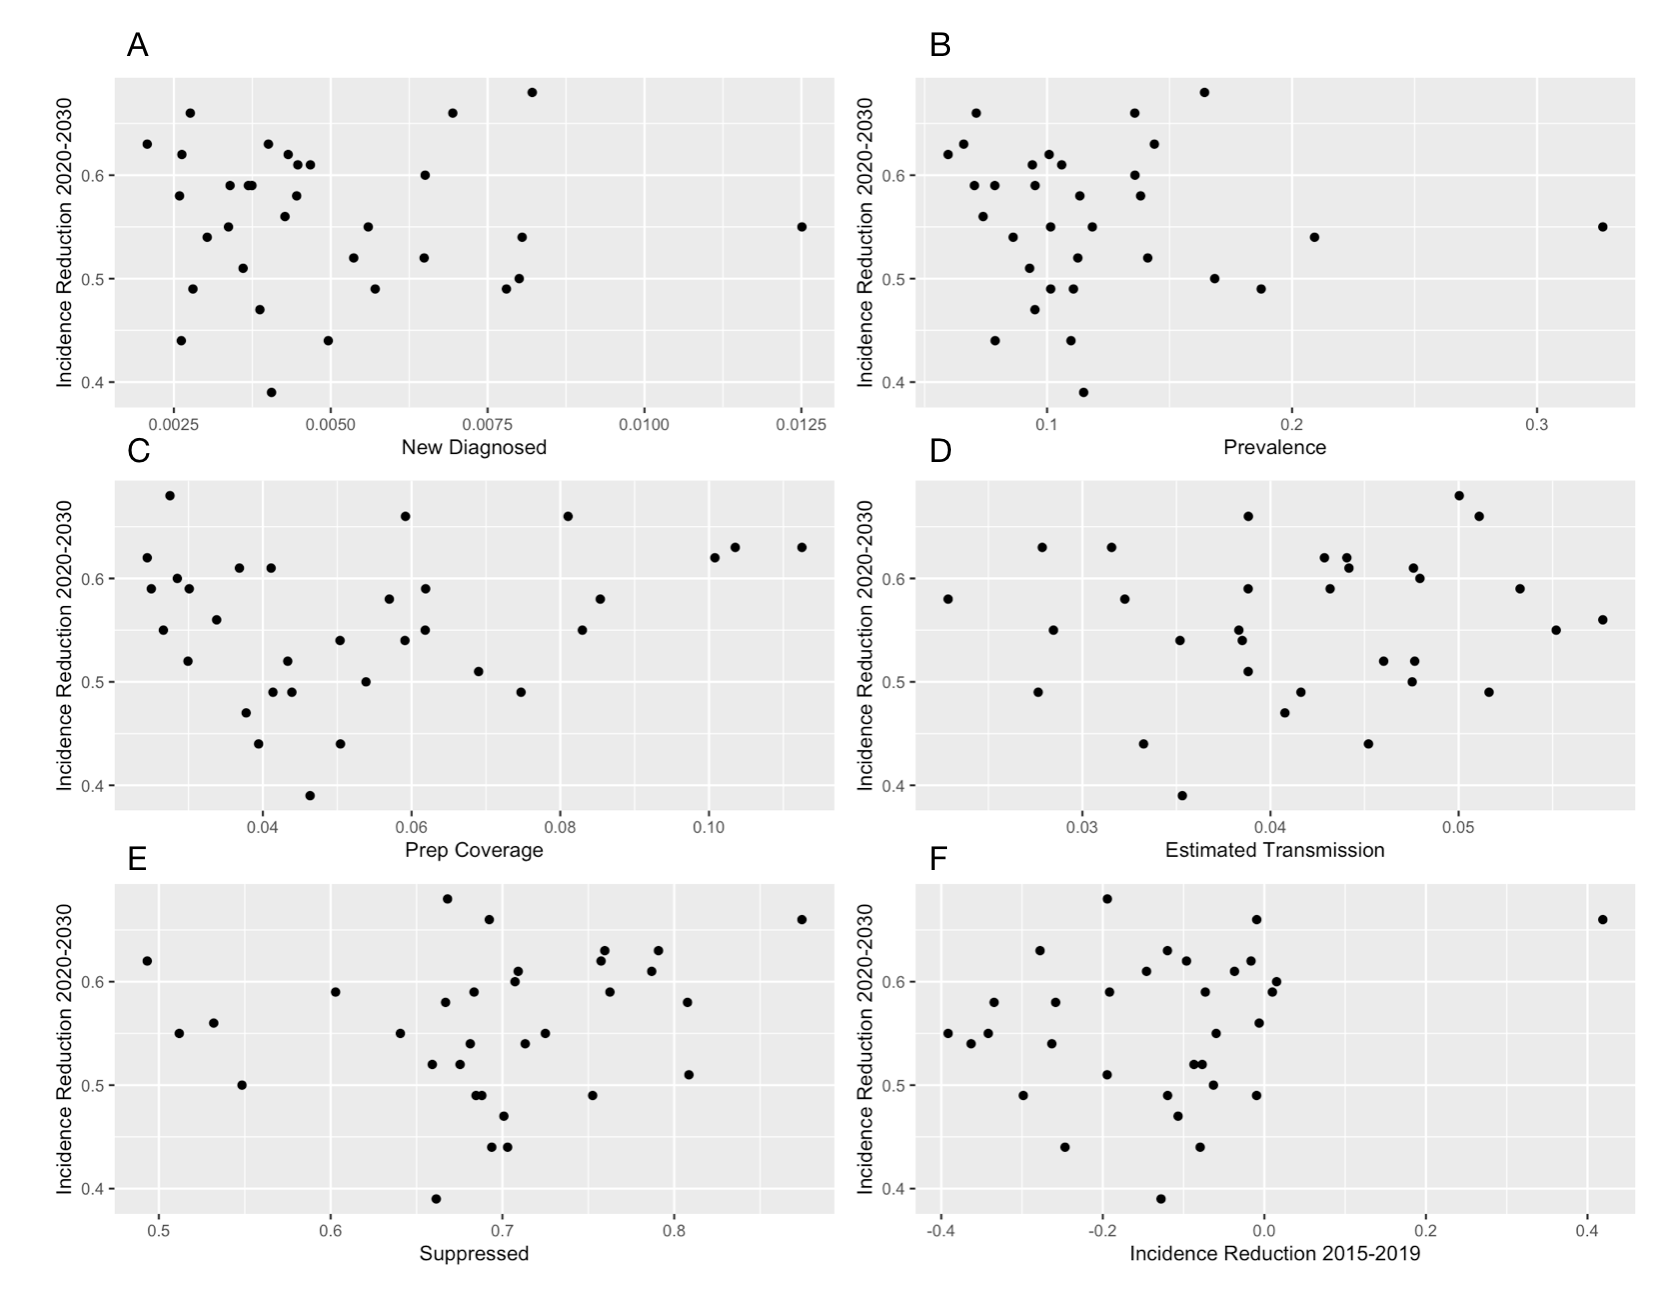 A
Incidence Reduction 2020-2030
0.6
0.5
0.4
0.0025 0.0050 0.0075 0.0100 0.0125
New Diagnosed
B
Incidence Reduction 2020-2030
0.6
0.5
0.4
0.1 0.2 0.3
Prevalence
C
Incidence Reduction 2020-2030
0.6
0.5
0.4
0.04 0.06 0.08 0.10
Prep Coverage
D
Incidence Reduction 2020-2030
0.6
0.5
0.4
0.03 0.04 0.05
Estimated Transmission
E
Incidence Reduction 2020-2030
0.6
0.5
0.4
0.5 0.6 0.7 0.8
Suppressed
F
Incidence Reduction 2020-2030
0.6
0.5
0.4
-0.4 -0.2 0.0 0.2 0.4
Incidence Reduction 2015-2019